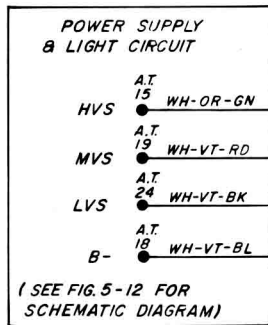 POWER SUPPLY
& LIGHT CIRCUIT
A.T.
15
HVS WH-OR-GN
A.T.
19
MVS WH-VT-RD
A.T.
24
LVS WH-VT-BK
A.T.
18
B- WH-VT-BL
(SEE FIG. 5-12 FOR
SCHEMATIC DIAGRAM)